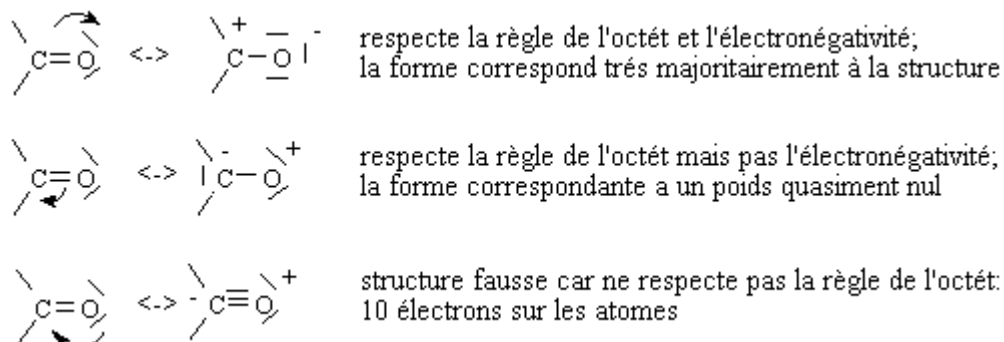 C=O <-> + C-O -
respecte la règle de l'octét et l'électronégativité;
la forme correspond trés majoritairement à la structure
C=O <-> - C-O +
respecte la règle de l'octét mais pas l'électronégativité;
la forme correspondante a un poids quasiment nul
C=O <-> - C≡O +
structure fausse car ne respecte pas la règle de l'octét:
10 électrons sur les atomes